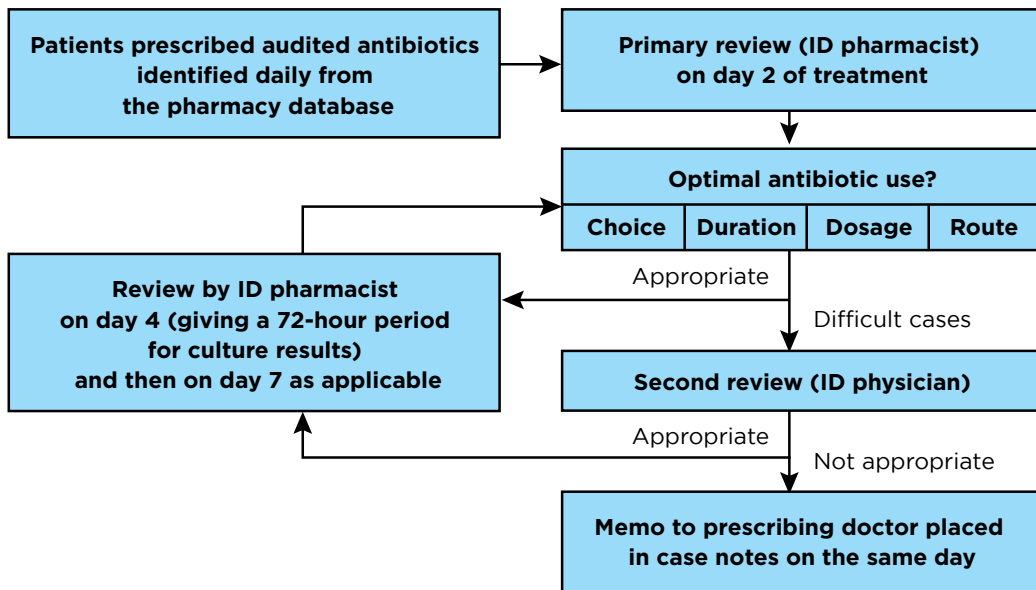 Patients prescribed audited antibiotics
identified daily from
the pharmacy database
Primary review (ID pharmacist)
on day 2 of treatment
Optimal antibiotic use?
Choice Duration Dosage Route
Appropriate
Review by ID pharmacist
on day 4 (giving a 72-hour period
for culture results)
and then on day 7 as applicable
Difficult cases
Second review (ID physician)
Appropriate
Not appropriate
Memo to prescribing doctor placed
in case notes on the same day